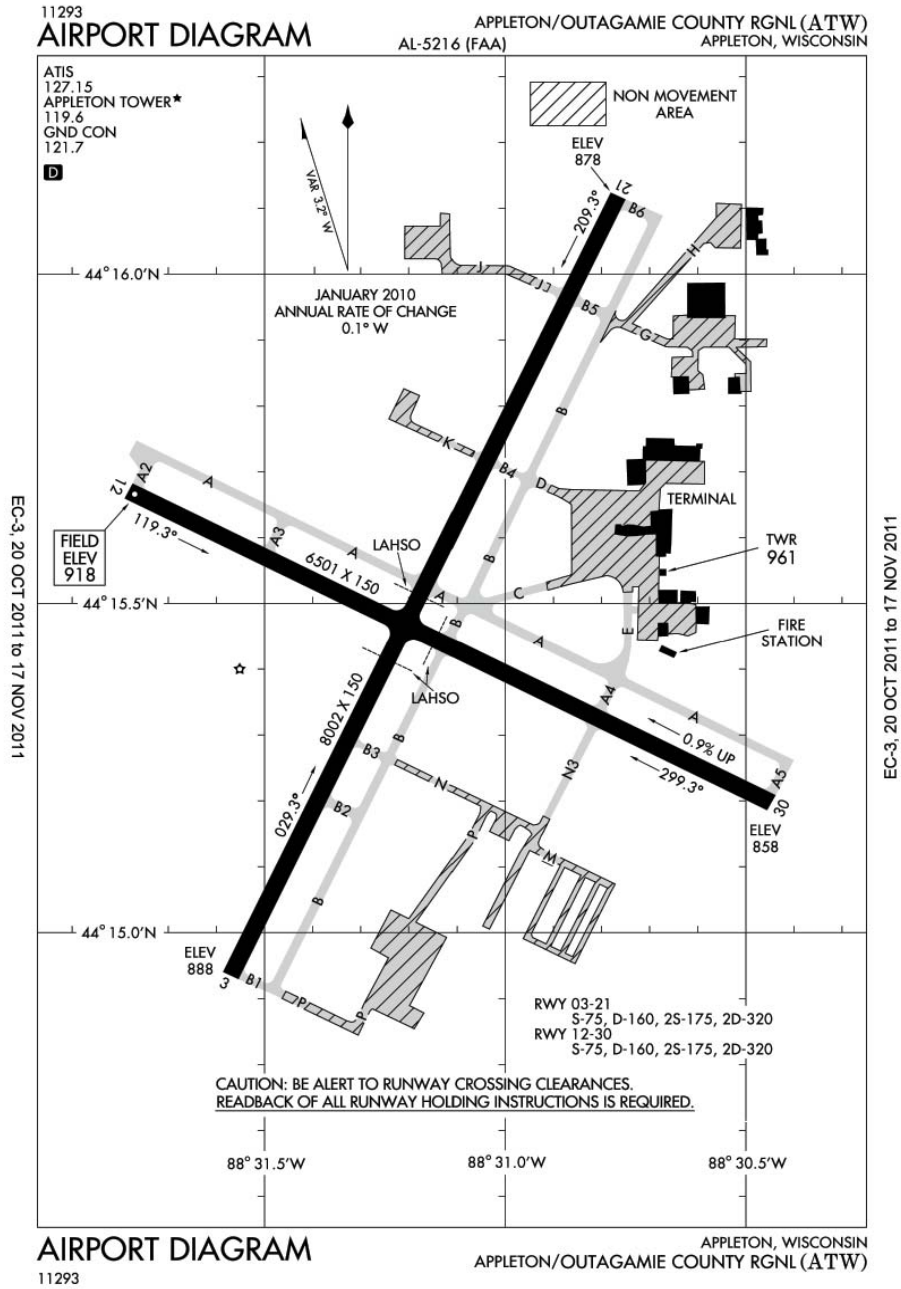 11293
AIRPORT DIAGRAM
AL-5216 (FAA)
APPLETON/OUTAGAMIE COUNTY RGNL (ATW)
APPLETON, WISCONSIN
ATIS
127.15
APPLETON TOWER★
119.6
GND CON
121.7
D
NON MOVEMENT
AREA
VAR 3.2° W
JANUARY 2010
ANNUAL RATE OF CHANGE
0.1° W
ELEV
878
21
209.3°
B6
H
J
J
B5
G
44°16.0'N
B
K
B4
D
TERMINAL
A2
A
12
119.3°
A3
A
LAHSO
6501 X 150
FIELD
ELEV
918
B
TWR
961
44°15.5'N
A
B
C
A
E
FIRE
STATION
LAHSO
8002 X 150
A4
A
0.9% UP
299.3°
A5
30
ELEV
858
B
B3
N
N3
029.3°
B2
P
M
B
44°15.0'N
ELEV
888
3
B1
P
P
RWY 03-21
S-75, D-160, 2S-175, 2D-320
RWY 12-30
S-75, D-160, 2S-175, 2D-320
CAUTION: BE ALERT TO RUNWAY CROSSING CLEARANCES.
READBACK OF ALL RUNWAY HOLDING INSTRUCTIONS IS REQUIRED.
88°31.5'W
88°31.0'W
88°30.5'W
EC-3, 20 OCT 2011 to 17 NOV 2011
EC-3, 20 OCT 2011 to 17 NOV 2011
AIRPORT DIAGRAM
11293
APPLETON, WISCONSIN
APPLETON/OUTAGAMIE COUNTY RGNL (ATW)